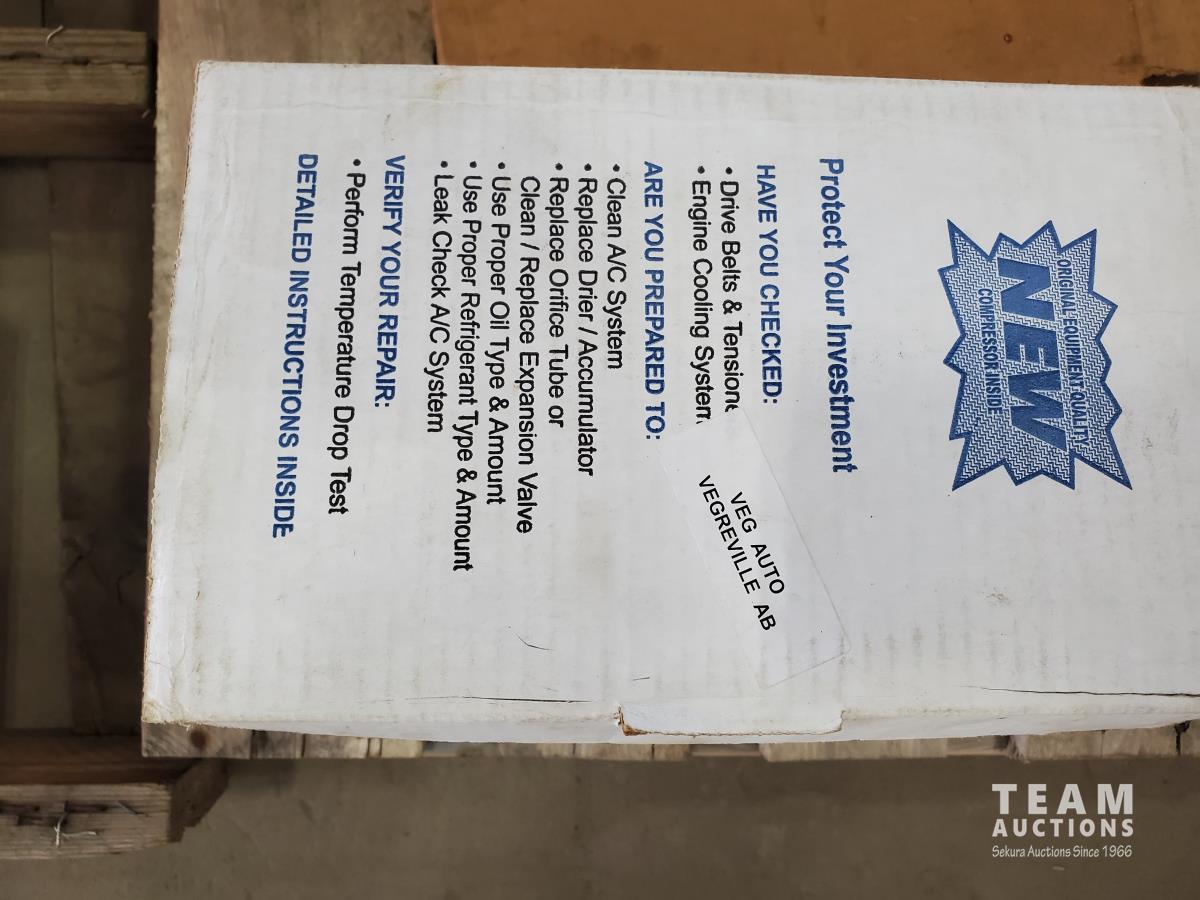 ORIGINAL EQUIPMENT QUALITY
NEW
COMPRESSOR INSIDE
Protect Your Investment
HAVE YOU CHECKED:
• Drive Belts & Tensione
• Engine Cooling System
ARE YOU PREPARED TO:
• Clean A/C System
• Replace Drier / Accumulator
• Replace Orifice Tube or
Clean / Replace Expansion Valve
• Use Proper Oil Type & Amount
• Use Proper Refrigerant Type & Amount
• Leak Check A/C System
VERIFY YOUR REPAIR:
• Perform Temperature Drop Test
DETAILED INSTRUCTIONS INSIDE
VEG AUTO
VEGREVILLE AB
TEAM
AUCTIONS
Sekura Auctions Since 1966